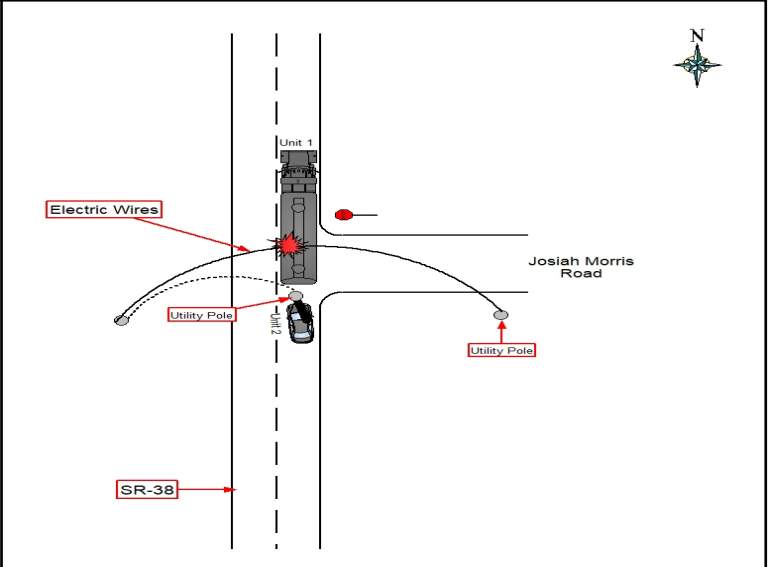 N
Unit 1
Electric Wires
Josiah Morris
Road
Utility Pole
Unit 2
Utility Pole
SR-38